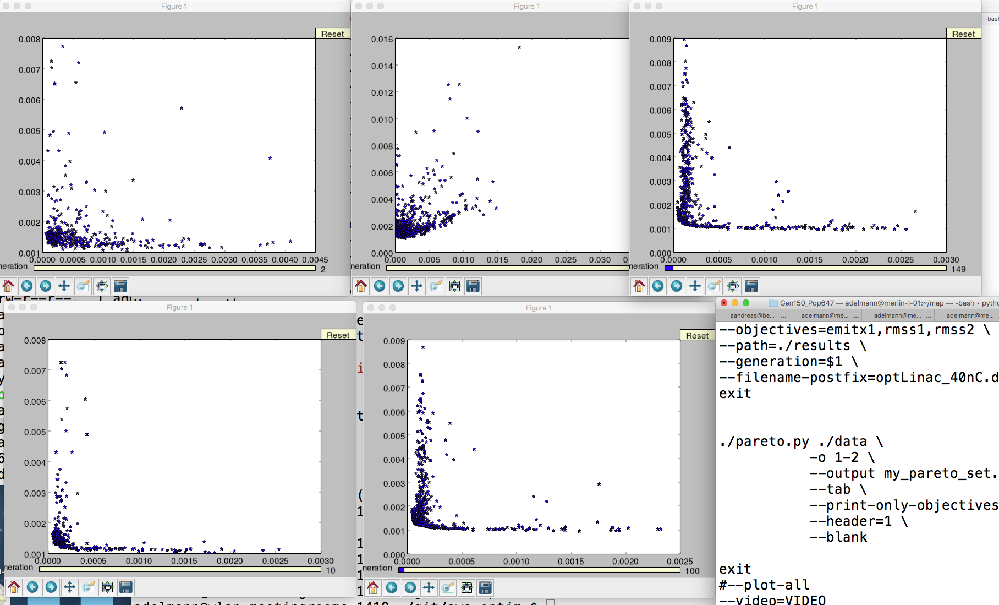 Figure 1
Reset
0.008
0.007
0.006
0.005
0.004
0.003
0.002
0.001
0.0000 0.0005 0.0010 0.0015 0.0020 0.0025 0.0030 0.0035 0.0040 0.0045
neration
2
Figure 1
0.016
0.014
0.012
0.010
0.008
0.006
0.004
0.002
0.000
0.000 0.005 0.010 0.015 0.020 0.025 0.030 0.
neration
Figure 1
Reset
0.009
0.008
0.007
0.006
0.005
0.004
0.003
0.002
0.001
0.000
0.0000 0.0005 0.0010 0.0015 0.0020 0.0025 0.0030
neration
149
-bash
rw-r--r--.
Figure 1
Reset
0.008
0.007
0.006
0.005
0.004
0.003
0.002
0.001
0.0000 0.0005 0.0010 0.0015 0.0020 0.0025 0.0030
neration
10
Figure 1
Reset
0.009
0.008
0.007
0.006
0.005
0.004
0.003
0.002
0.001
0.000
0.0000 0.0005 0.0010 0.0015 0.0020 0.0025
neration
100
Gen150_Pop647 — adelmann@merlin-l-01:~/map — -bash ▸ pytho
aandreas@be... ... adelmann@me... ... adelmann@me... ... adelmann@me...
--objectives=emitx1,rmss1,rmss2 \
--path=./results \
--generation=$1 \
--filename-postfix=optLinac_40nC.d
exit
./pareto.py ./data \
-o 1-2 \
--output my_pareto_set.
--tab \
--print-only-objectives
--header=1 \
--blank
exit
#--plot-all
--video=VIDEO